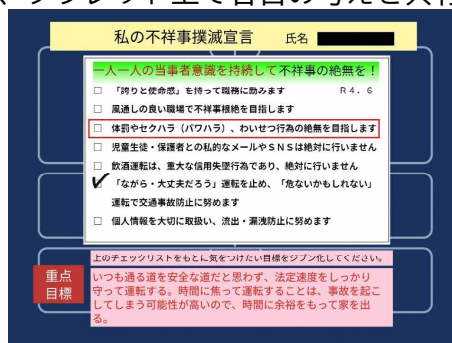 私の不祥事撲滅宣言 氏名
一人一人の当事者意識を持続して不祥事の絶無を！
□ 「誇りと使命感」を持って職務に励みます R４．６
□ 風通しの良い職場で不祥事根絶を目指します
□ 体罰やセクハラ（パワハラ）、わいせつ行為の絶無を目指します
□ 児童生徒・保護者との私的なメールやＳＮＳは絶対に行いません
□ 飲酒運転は、重大な信用失墜行為であり、絶対に行いません
✓ 「ながら・大丈夫だろう」運転を止め、「危ないかもしれない」
運転で交通事故防止に努めます
□ 個人情報を大切に取扱い、流出・漏洩防止に努めます
上のチェックリストをもとに気をつけたい目標をジブン化してください。
重点
目標
いつも通る道を安全な道だと思わず、法定速度をしっかり
守って運転する。時間に焦って運転することは、事故を起こ
してしまう可能性が高いので、時間に余裕をもって家を出
る。